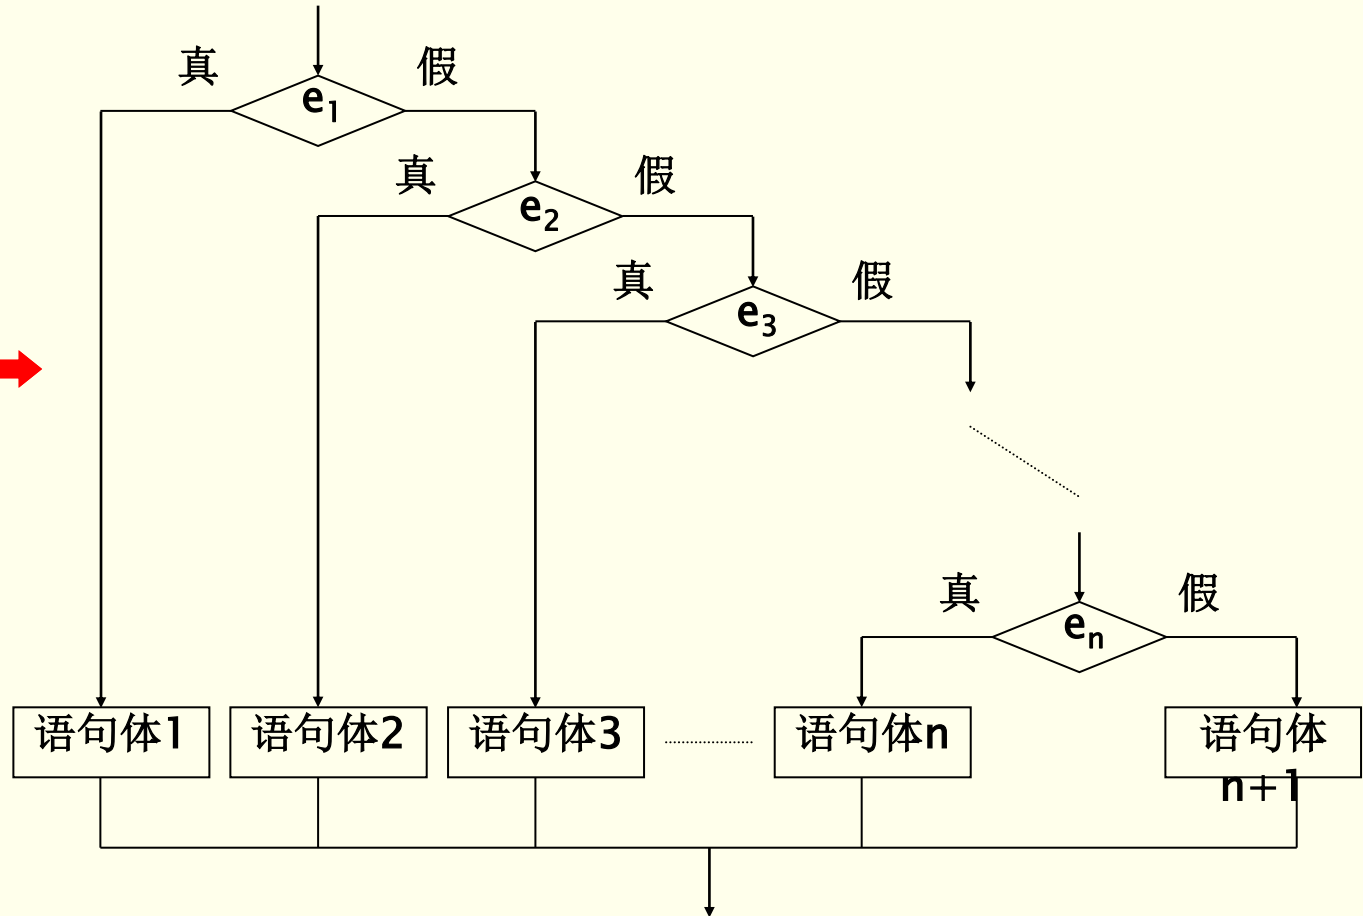 真 假
e1
真 假
e2
真 假
e3
真 假
en
语句体1 语句体2 语句体3 语句体n 语句体
n+1